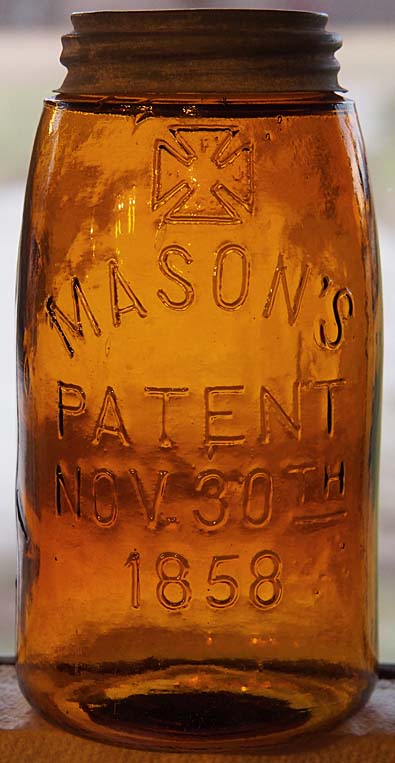 MASON'S
PATENT
NOV. 30TH
1858